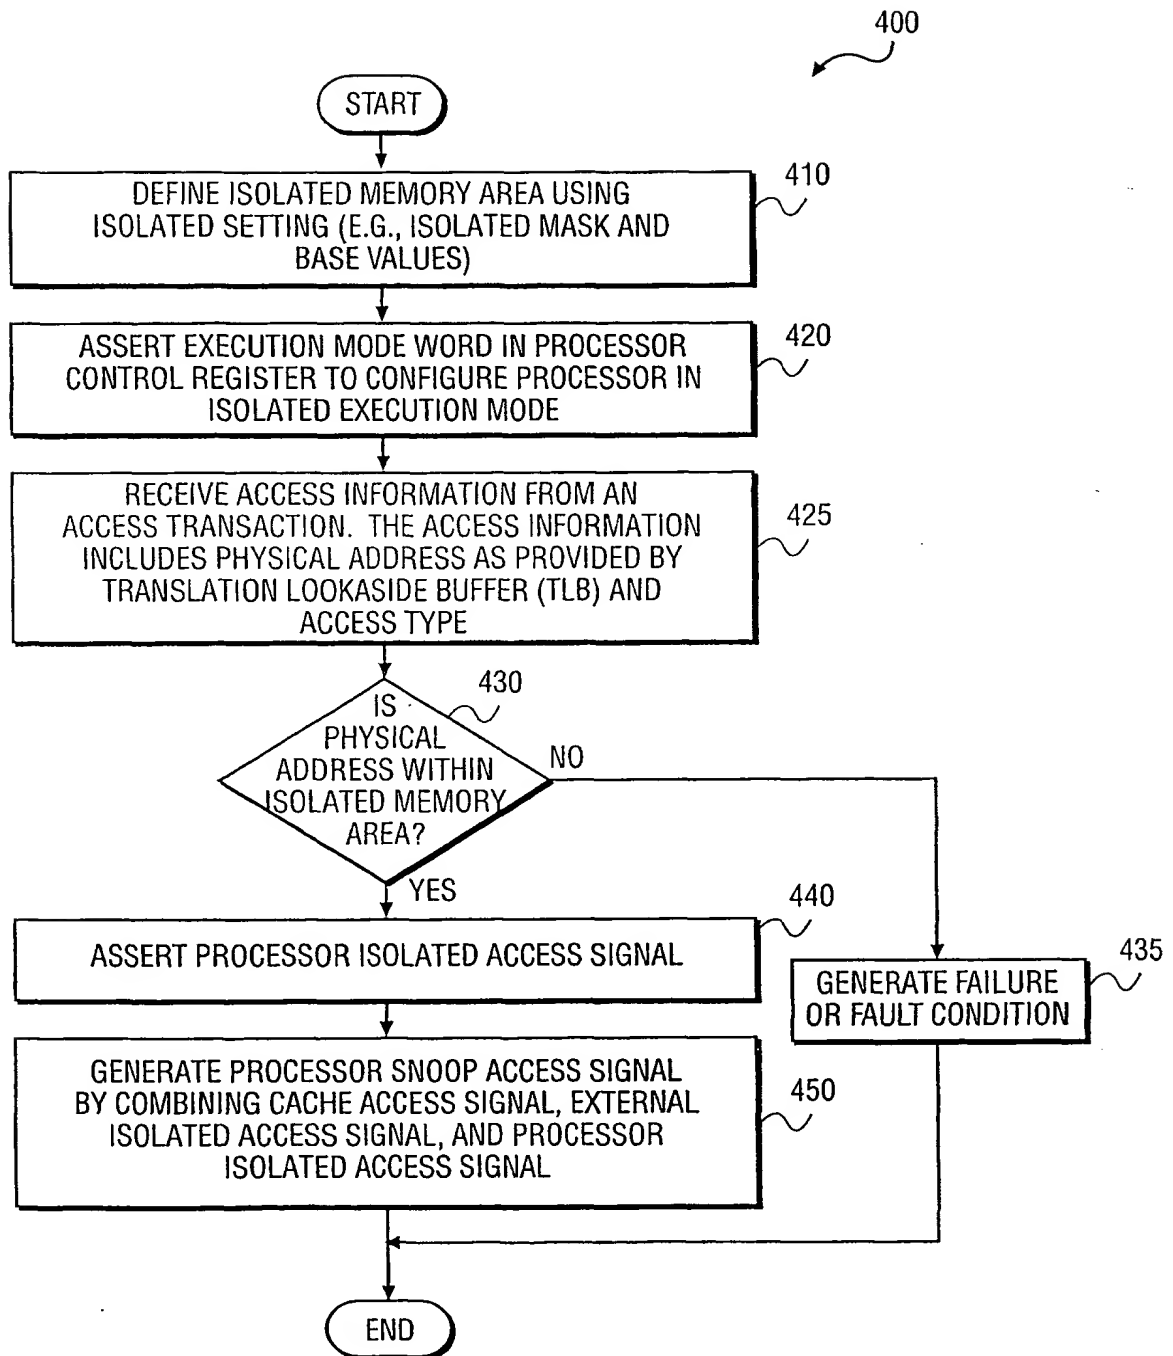 400
START
DEFINE ISOLATED MEMORY AREA USING
ISOLATED SETTING (E.G., ISOLATED MASK AND
BASE VALUES)
410
ASSERT EXECUTION MODE WORD IN PROCESSOR
CONTROL REGISTER TO CONFIGURE PROCESSOR IN
ISOLATED EXECUTION MODE
420
RECEIVE ACCESS INFORMATION FROM AN
ACCESS TRANSACTION. THE ACCESS INFORMATION
INCLUDES PHYSICAL ADDRESS AS PROVIDED BY
TRANSLATION LOOKASIDE BUFFER (TLB) AND
ACCESS TYPE
425
IS
PHYSICAL
ADDRESS WITHIN
ISOLATED MEMORY
AREA?
430
NO
YES
ASSERT PROCESSOR ISOLATED ACCESS SIGNAL
440
GENERATE FAILURE
OR FAULT CONDITION
435
GENERATE PROCESSOR SNOOP ACCESS SIGNAL
BY COMBINING CACHE ACCESS SIGNAL, EXTERNAL
ISOLATED ACCESS SIGNAL, AND PROCESSOR
ISOLATED ACCESS SIGNAL
450
END